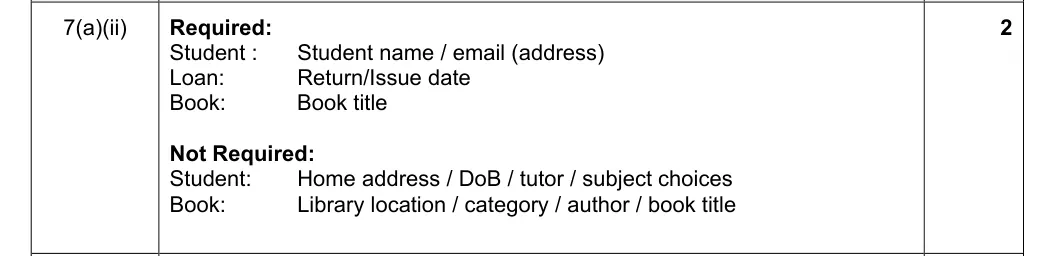 7(a)(ii) Required: 2
Student : Student name / email (address)
Loan: Return/Issue date
Book: Book title
Not Required:
Student: Home address / DoB / tutor / subject choices
Book: Library location / category / author / book title